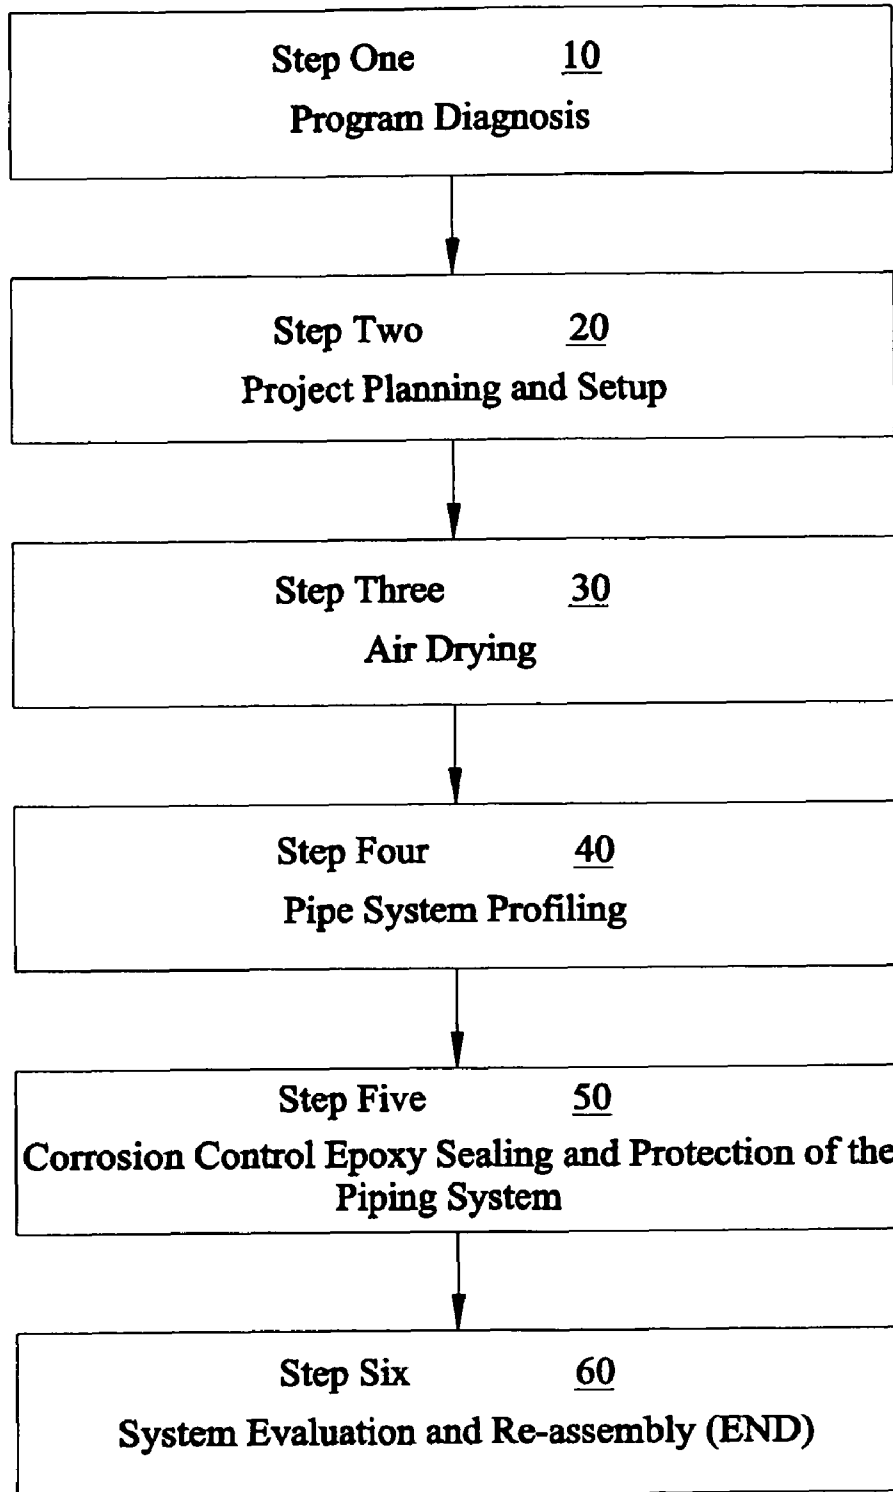 Step One 10
Program Diagnosis
Step Two 20
Project Planning and Setup
Step Three 30
Air Drying
Step Four 40
Pipe System Profiling
Step Five 50
Corrosion Control Epoxy Sealing and Protection of the
Piping System
Step Six 60
System Evaluation and Re-assembly (END)